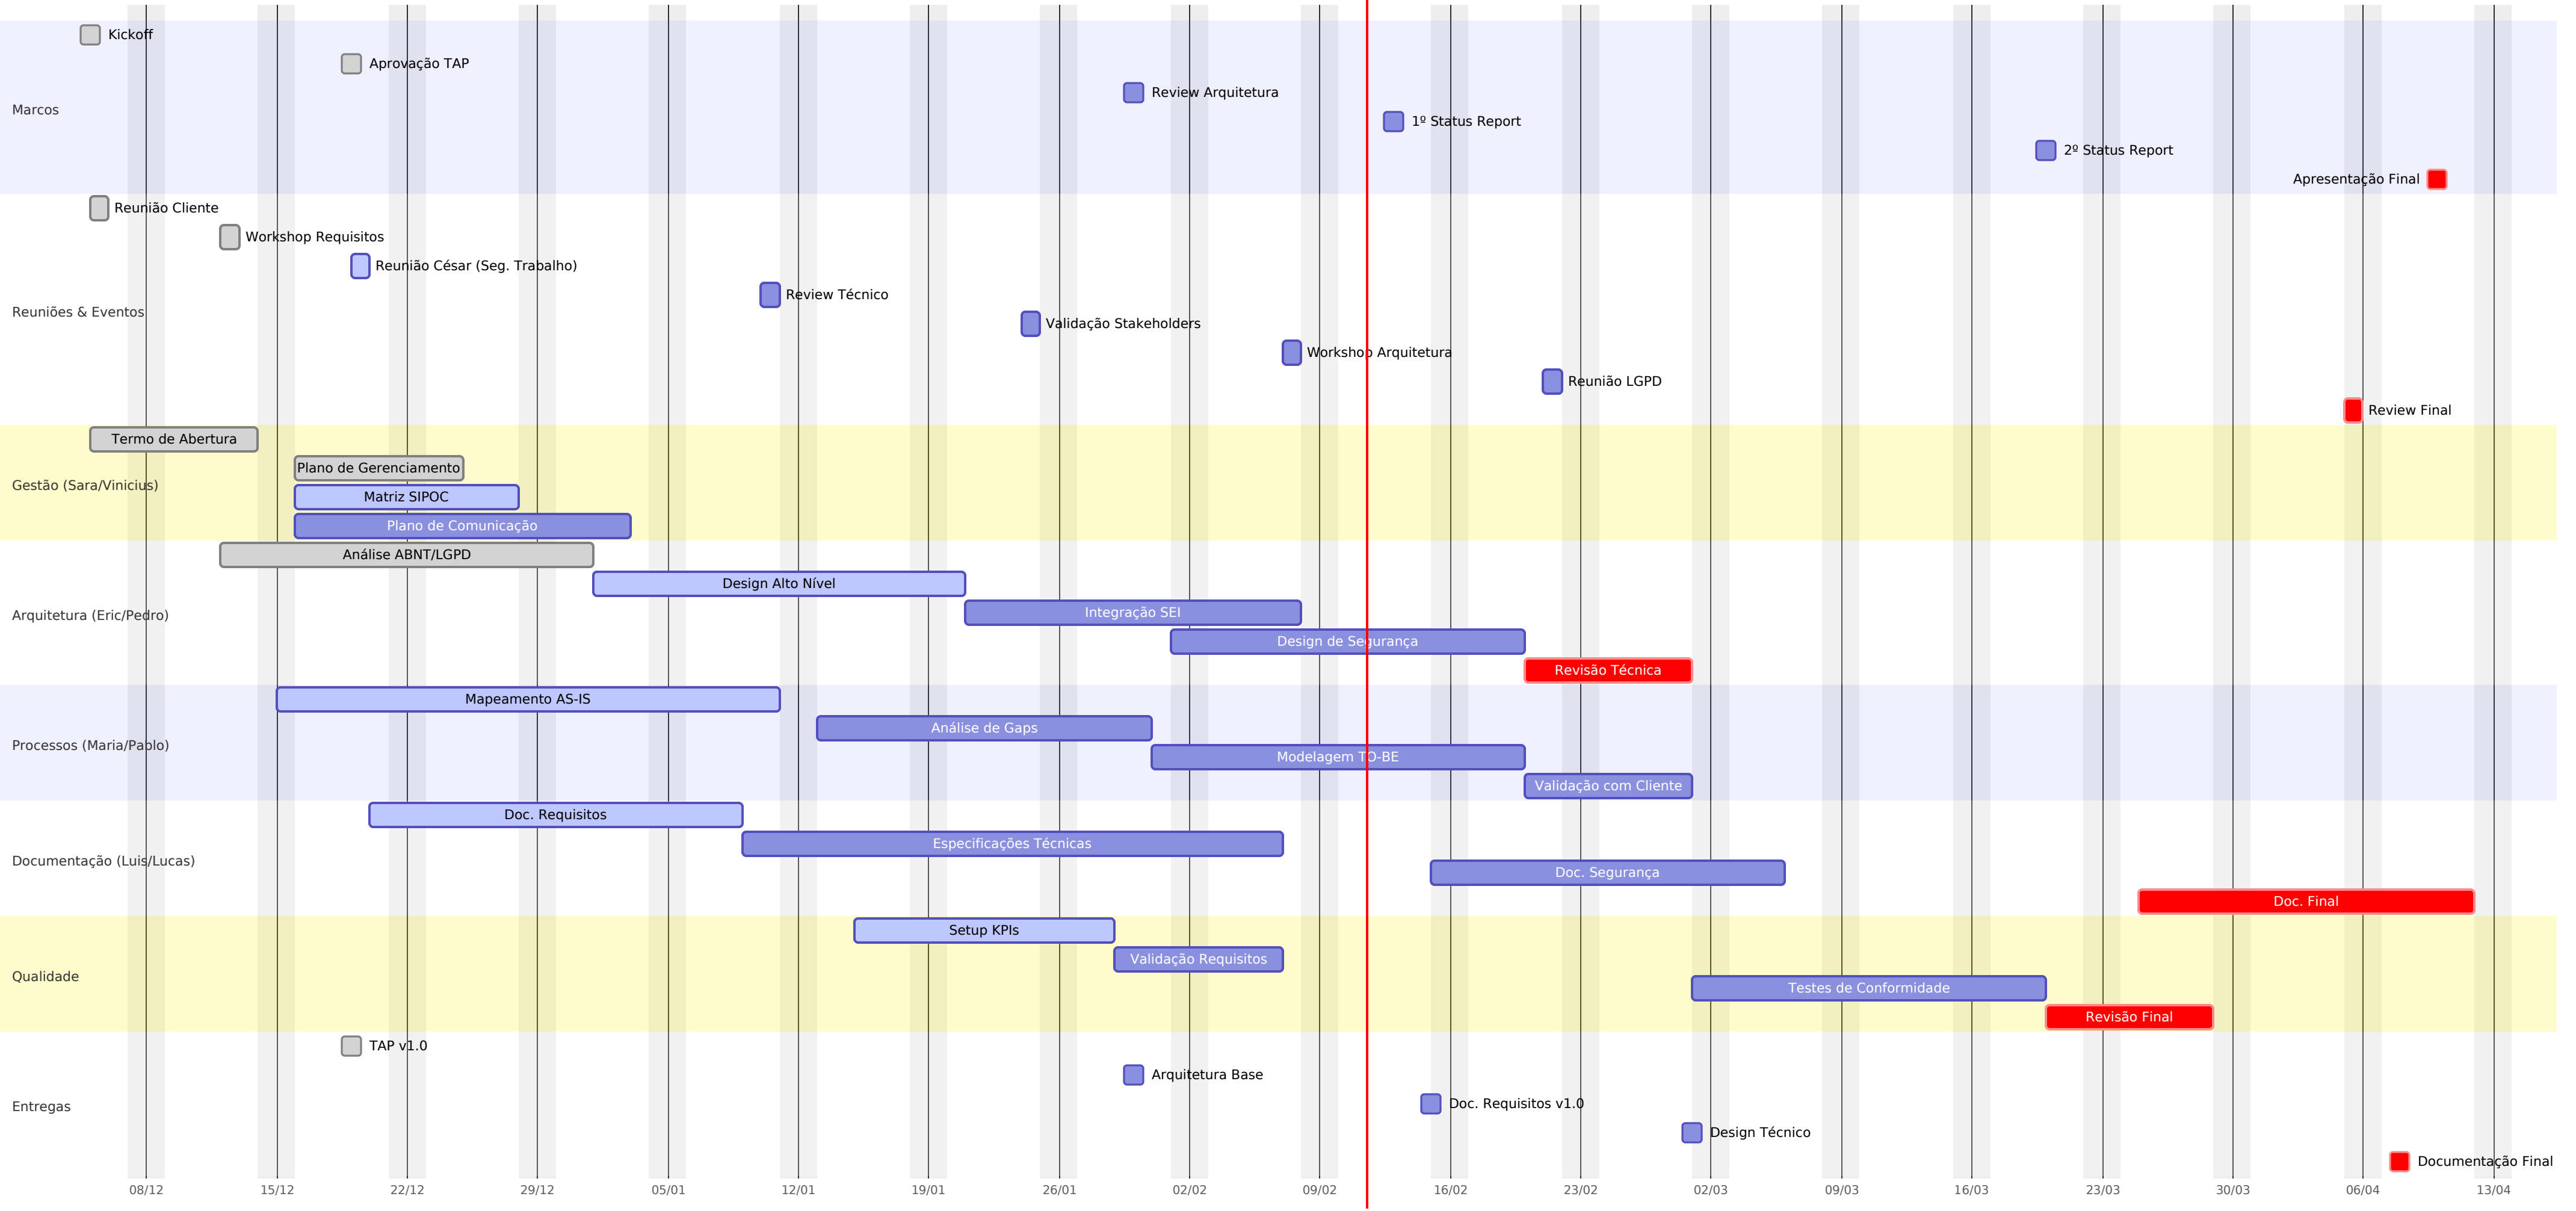 Marcos
Kickoff
Aprovação TAP
Review Arquitetura
1º Status Report
2º Status Report
Apresentação Final
Reuniões & Eventos
Reunião Cliente
Workshop Requisitos
Reunião César (Seg. Trabalho)
Review Técnico
Validação Stakeholders
Workshop Arquitetura
Reunião LGPD
Review Final
Gestão (Sara/Vinicius)
Termo de Abertura
Plano de Gerenciamento
Matriz SIPOC
Plano de Comunicação
Arquitetura (Eric/Pedro)
Análise ABNT/LGPD
Design Alto Nível
Integração SEI
Design de Segurança
Revisão Técnica
Processos (Maria/Pablo)
Mapeamento AS-IS
Análise de Gaps
Modelagem TO-BE
Validação com Cliente
Documentação (Luis/Lucas)
Doc. Requisitos
Especificações Técnicas
Doc. Segurança
Doc. Final
Qualidade
Setup KPIs
Validação Requisitos
Testes de Conformidade
Revisão Final
Entregas
TAP v1.0
Arquitetura Base
Doc. Requisitos v1.0
Design Técnico
Documentação Final
08/12 15/12 22/12 29/12 05/01 12/01 19/01 26/01 02/02 09/02 16/02 23/02 02/03 09/03 16/03 23/03 30/03 06/04 13/04